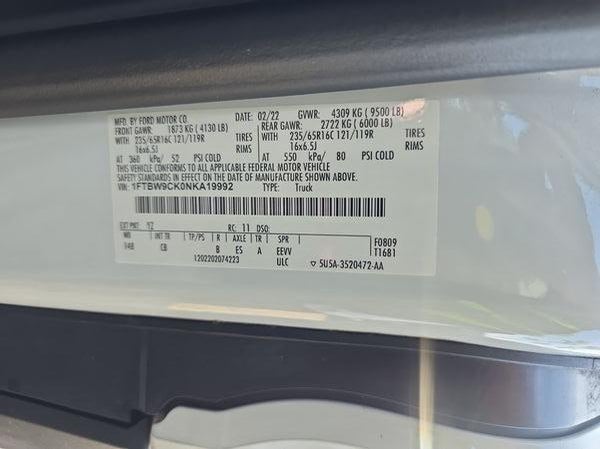 MFD. BY FORD MOTOR CO. DATE: 02/22 GVWR: 4309 KG ( 9500 LB)
FRONT GAWR: 1873 KG ( 4130 LB) REAR GAWR: 2722 KG ( 6000 LB)
WITH 235/65R16C 121/119R TIRES WITH 235/65R16C 121/119R TIRES
16x6.5J RIMS 16x6.5J RIMS
AT 360 kPa/ 52 PSI COLD AT 550 kPa/ 80 PSI COLD
THIS VEHICLE CONFORMS TO ALL APPLICABLE FEDERAL MOTOR VEHICLE
SAFETY STANDARDS IN EFFECT ON THE DATE OF MANUFACTURE SHOWN ABOVE.
VIN: 1FTBW9CK0NKA19992 TYPE: Truck
EXT PNT: YZ RC: 11 DSO:
WB INT TR TP/PS R AXLE TR SPR F0809
148 CB B ES A EEVV T1681
1202202074223 ULC 5U5A-3520472-AA